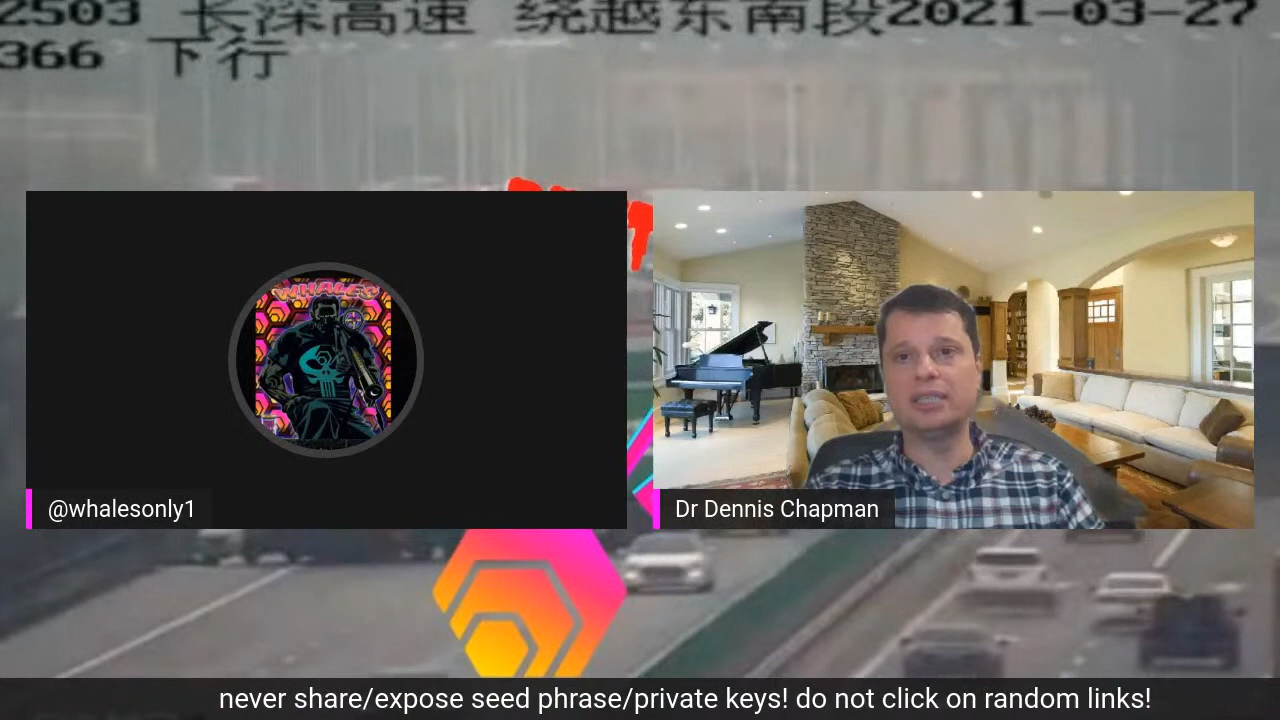 2503 长深高速 绕越东南段2021-03-27
366 下行
WHALES
@whalesonly1
Dr Dennis Chapman
never share/expose seed phrase/private keys! do not click on random links!